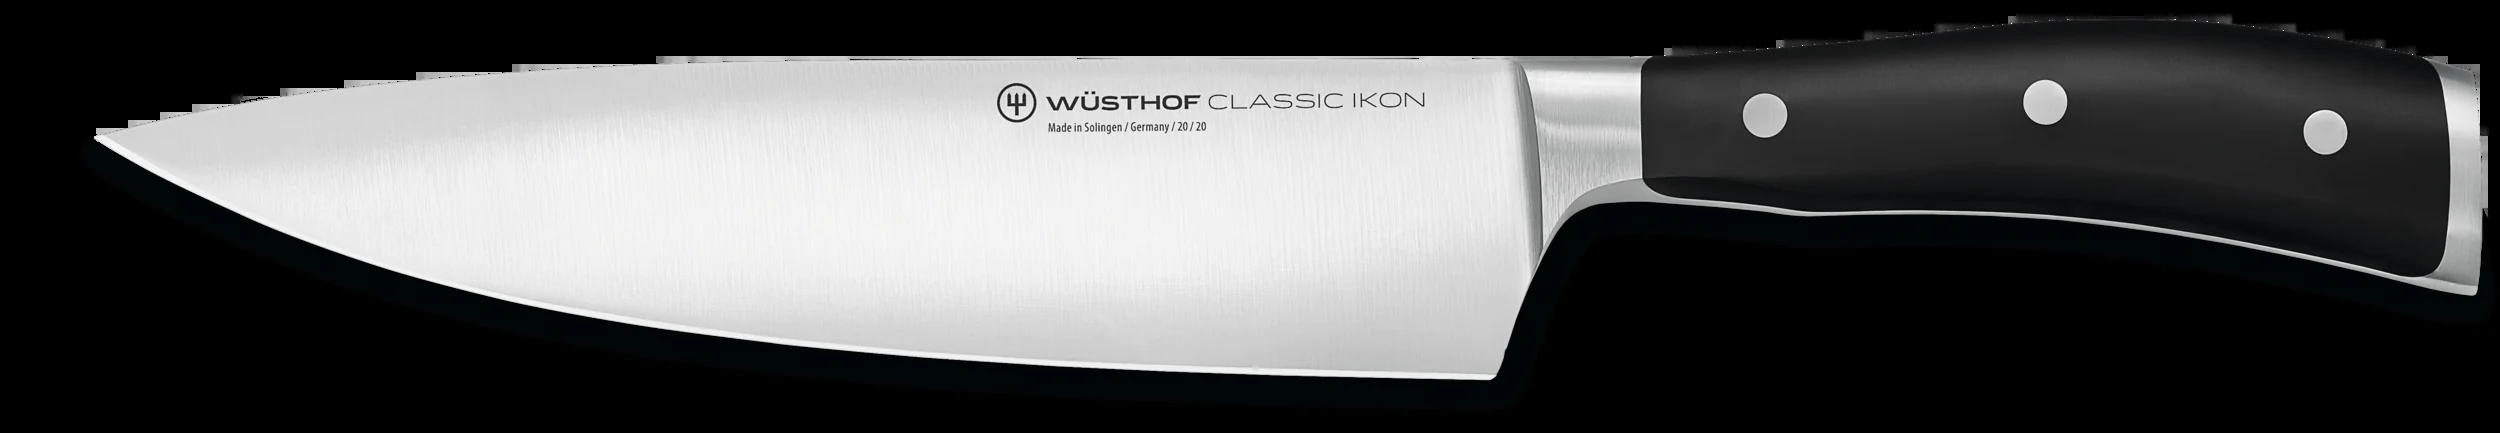 WÜSTHOF CLASSIC IKON
Made in Solingen / Germany / 20 / 20